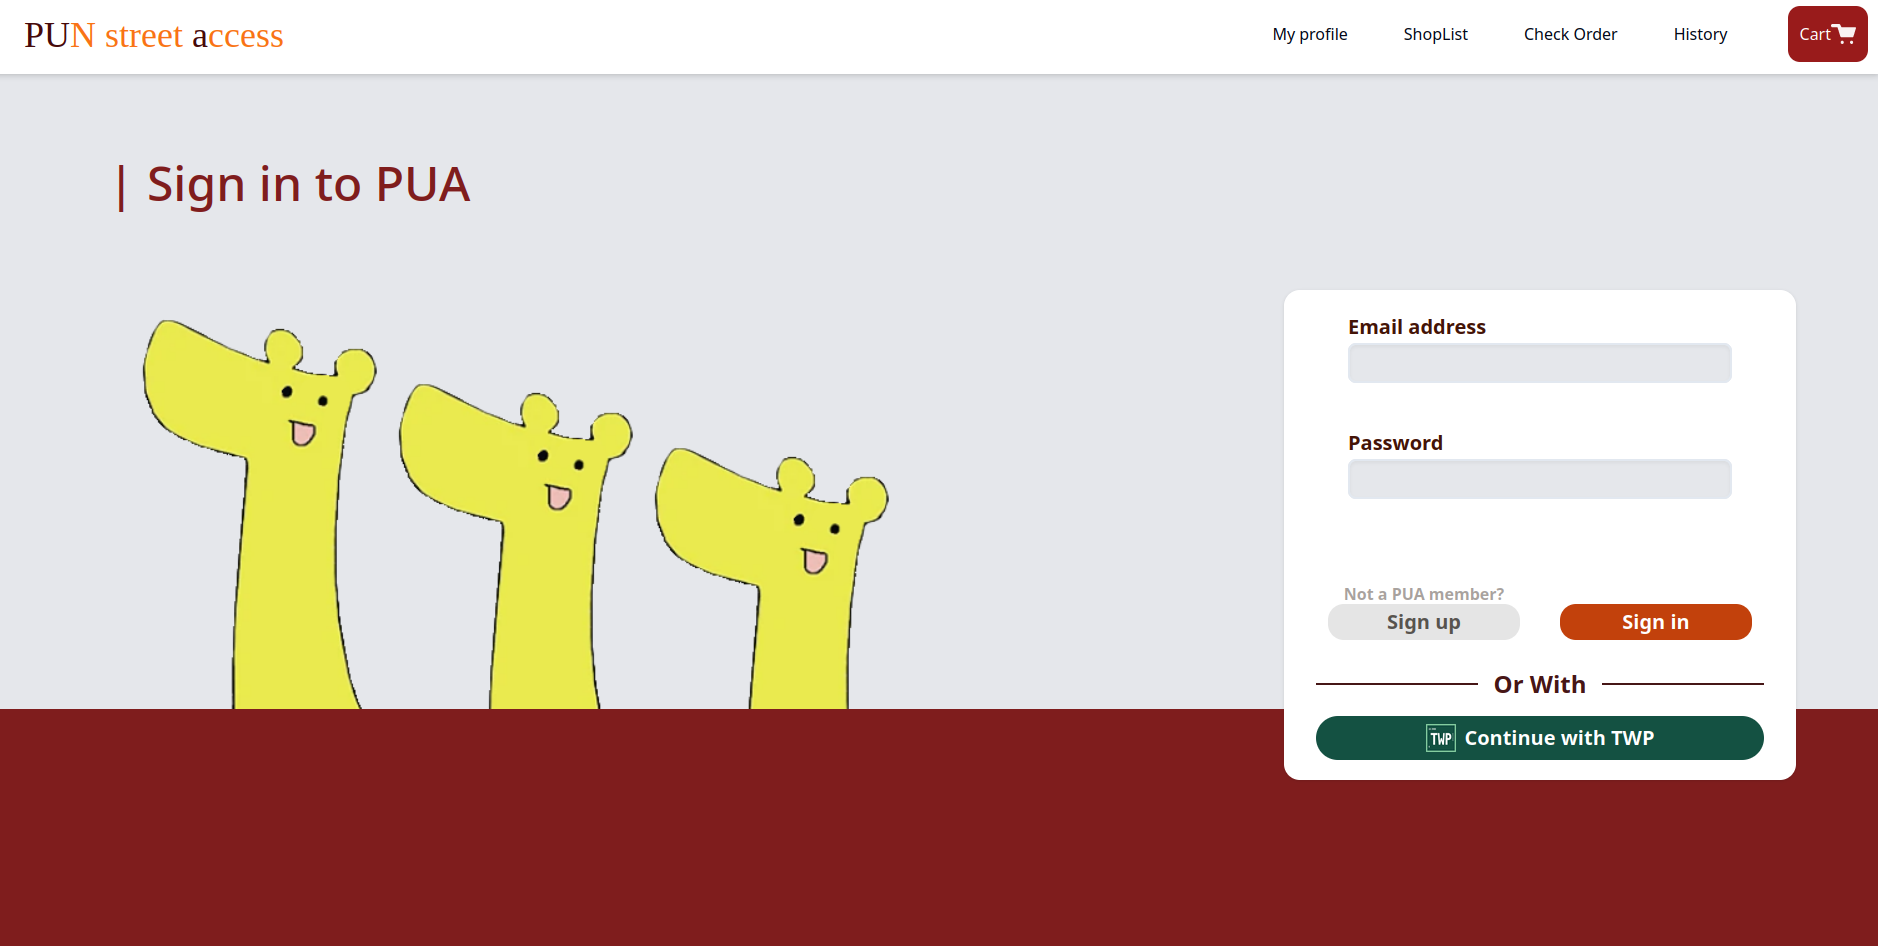 PUN street access
My profile
ShopList
Check Order
History
Cart
| Sign in to PUA
Email address
Password
Not a PUA member?
Sign up
Sign in
Or With
TWP
Continue with TWP